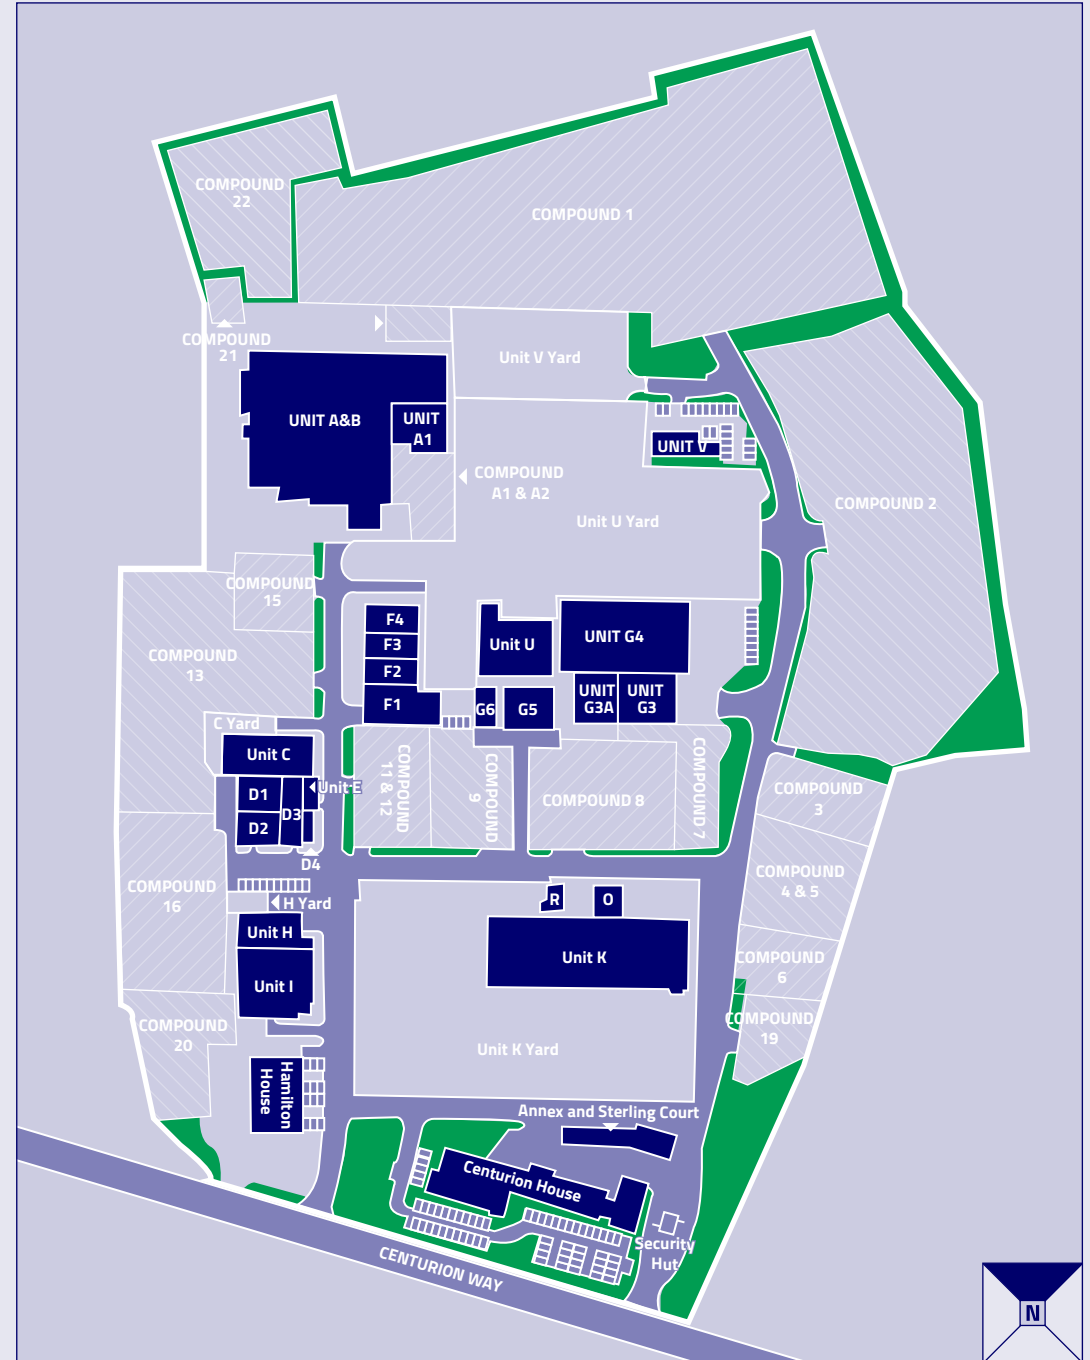 COMPOUND
22
COMPOUND 1
COMPOUND
21
Unit V Yard
UNIT A&B
UNIT
A1
UNIT V
COMPOUND
A1 & A2
Unit U Yard
COMPOUND 2
COMPOUND
15
COMPOUND
13
F4
F3
F2
F1
Unit U
UNIT G4
G6
G5
UNIT
G3A
UNIT
G3
C Yard
Unit C
D1
D2
D3
Unit E
D4
COMPOUND
11 & 12
COMPOUND
9
COMPOUND 8
COMPOUND 7
COMPOUND
3
COMPOUND
4 & 5
COMPOUND
16
H Yard
Unit H
Unit I
R
O
Unit K
COMPOUND
6
COMPOUND
19
COMPOUND
20
Unit K Yard
Hamilton
House
Annex and Sterling Court
Centurion House
Security
Hut
CENTURION WAY
N